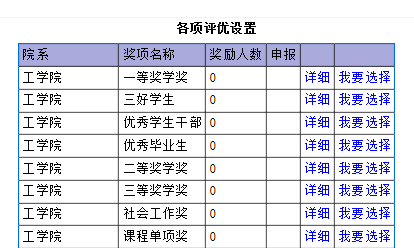 各项评优设置
院系 奖项名称 奖励人数 申报
工学院 一等奖学奖 0 详细 我要选择
工学院 三好学生 0 详细 我要选择
工学院 优秀学生干部 0 详细 我要选择
工学院 优秀毕业生 0 详细 我要选择
工学院 二等奖学奖 0 详细 我要选择
工学院 三等奖学奖 0 详细 我要选择
工学院 社会工作奖 0 详细 我要选择
工学院 课程单项奖 0 详细 我要选择